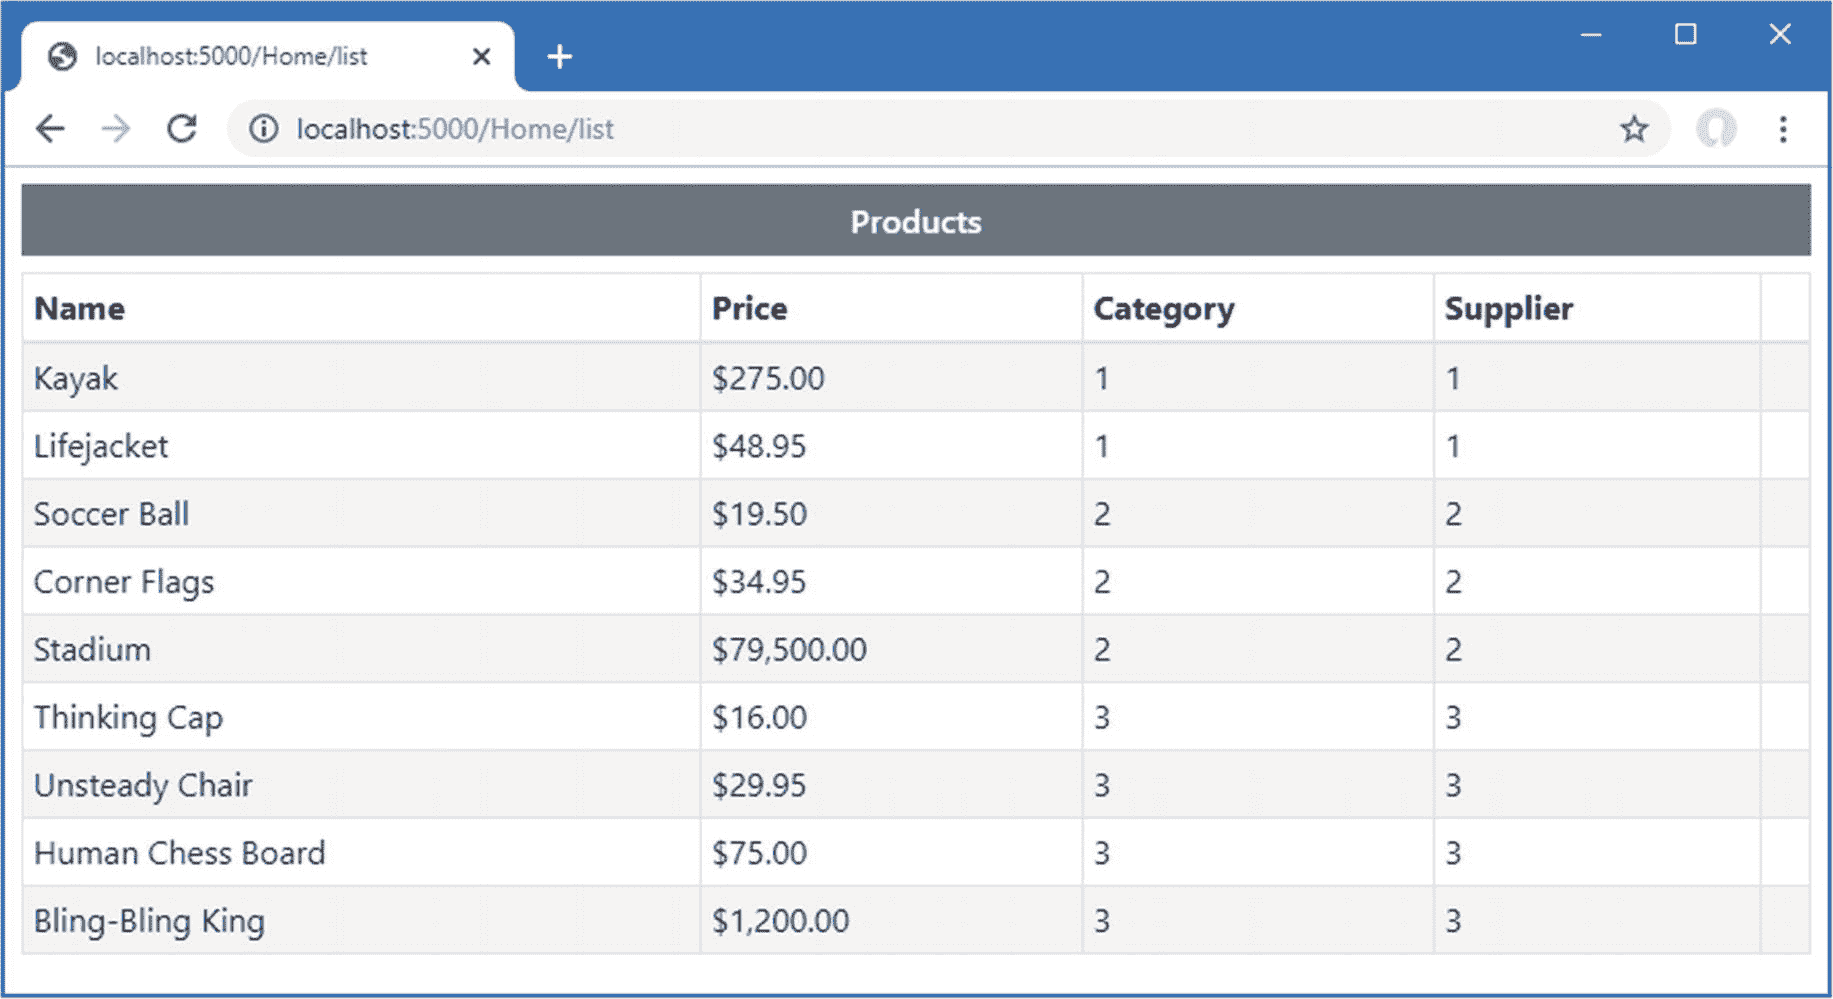 localhost:5000/Home/list
localhost:5000/Home/list
Products
Name Price Category Supplier
Kayak $275.00 1 1
Lifejacket $48.95 1 1
Soccer Ball $19.50 2 2
Corner Flags $34.95 2 2
Stadium $79,500.00 2 2
Thinking Cap $16.00 3 3
Unsteady Chair $29.95 3 3
Human Chess Board $75.00 3 3
Bling-Bling King $1,200.00 3 3